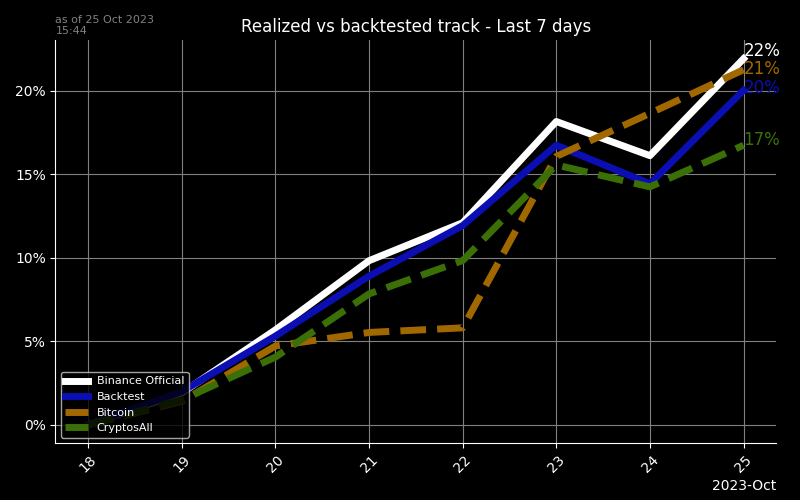 as of 25 Oct 2023
15:44
Realized vs backtested track - Last 7 days
22%
21%
20%
17%
20%
15%
10%
5%
0%
Binance Official
Backtest
Bitcoin
CryptosAll
18
19
20
21
22
23
24
25
2023-Oct